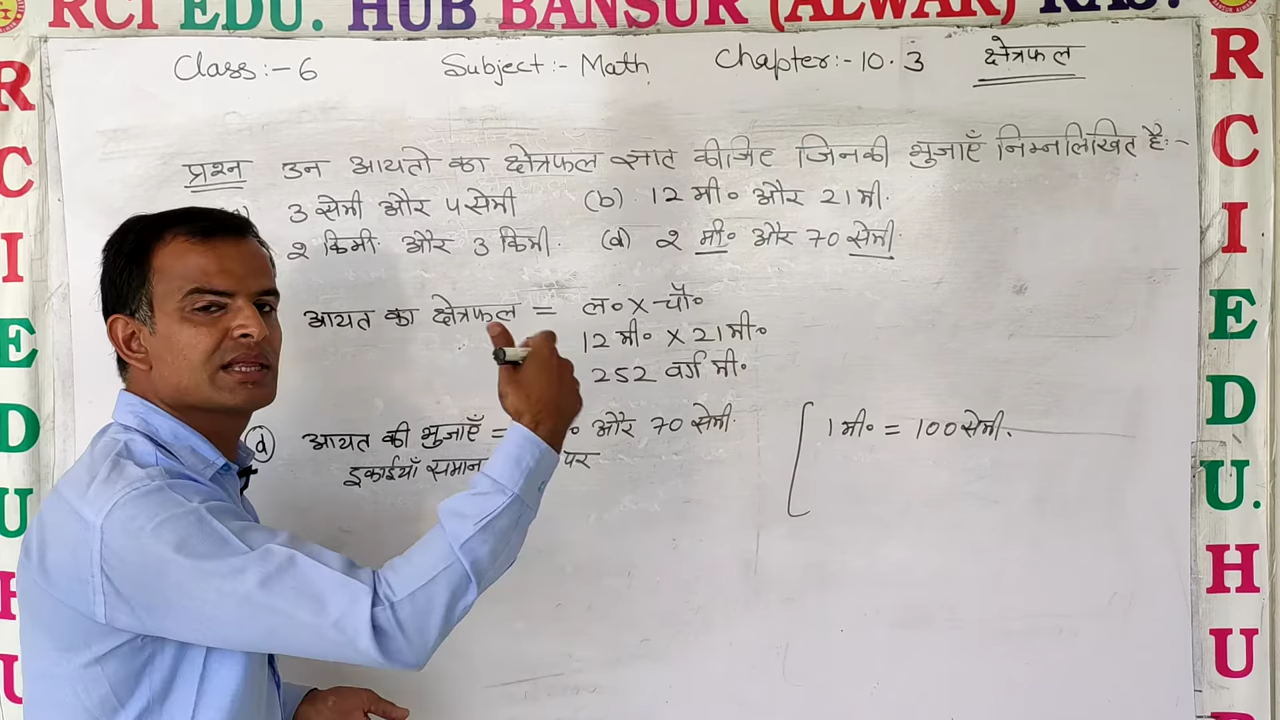 RCI EDU. HUB BANSUR (ALWAR) RAJ.
Class:- 6 Subject:- Math Chapter:- 10.3 क्षेत्रफल
प्रश्न उन आयतो का क्षेत्रफल ज्ञात कीजिए जिनकी भुजाएँ निम्नलिखित है:-
3 सेमी और 4 सेमी (b) 12 मी० और 21 मी.
2 किमी. और 3 किमी. (d) 2 मी० और 70 सेमी.
आयत का क्षेत्रफल = ल० X चौ०
12 मी० X 21 मी०
252 वर्ग मी०
(d) आयत की भुजाएँ = और 70 सेमी.
इकाईयाँ समान पर
[ 1 मी० = 100 सेमी.
R
C
I
E
D
U
R
C
I
E
D
U.
H
U